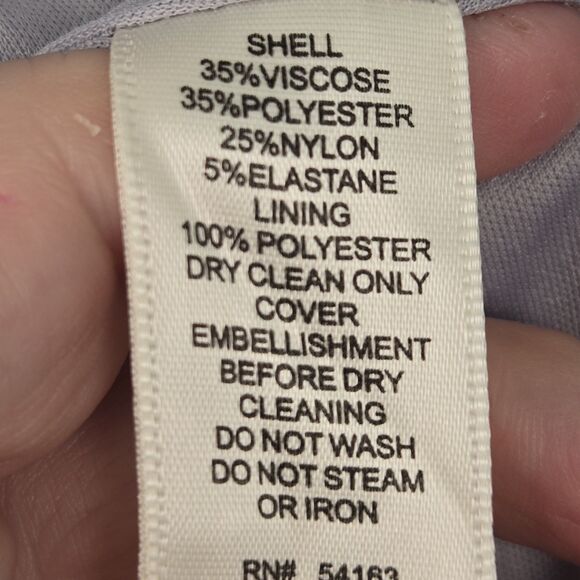 SHELL
35%VISCOSE
35%POLYESTER
25%NYLON
5%ELASTANE
LINING
100% POLYESTER
DRY CLEAN ONLY
COVER
EMBELLISHMENT
BEFORE DRY
CLEANING
DO NOT WASH
DO NOT STEAM
OR IRON
RN# 54163